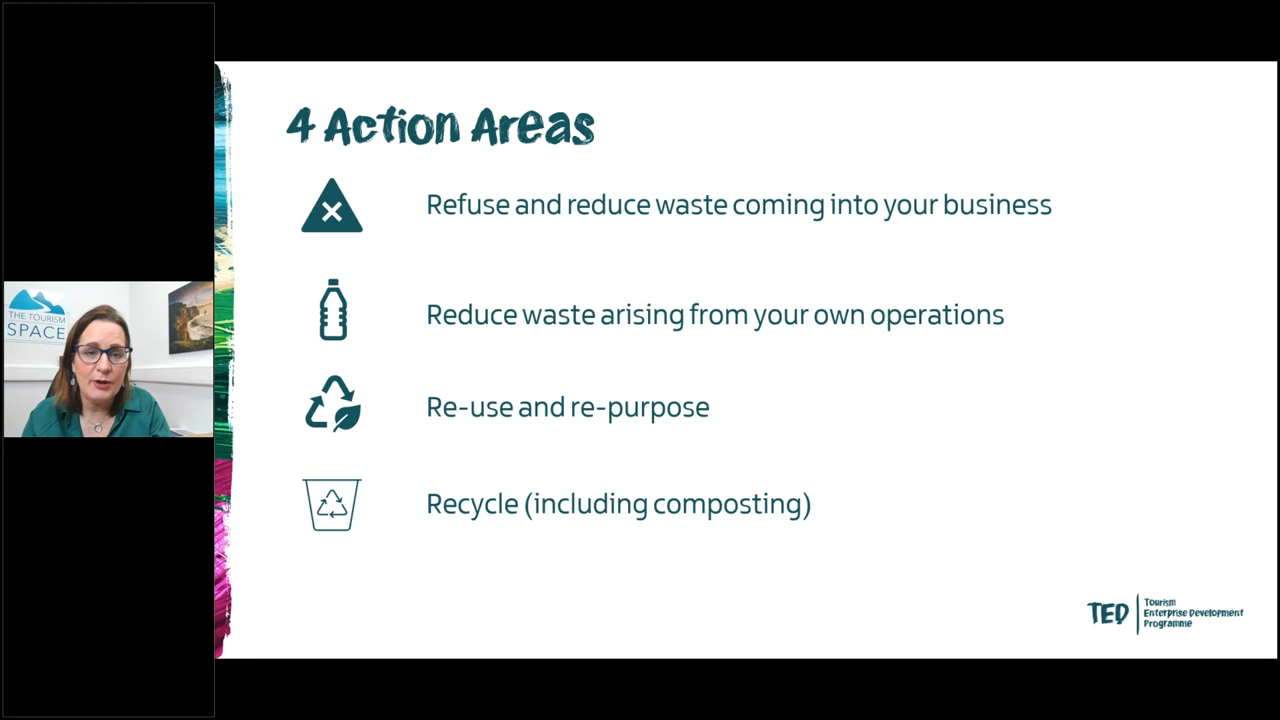 4 Action Areas
Refuse and reduce waste coming into your business
Reduce waste arising from your own operations
Re-use and re-purpose
Recycle (including composting)
THE TOURISM
SPACE
TED
Tourism
Enterprise Development
Programme